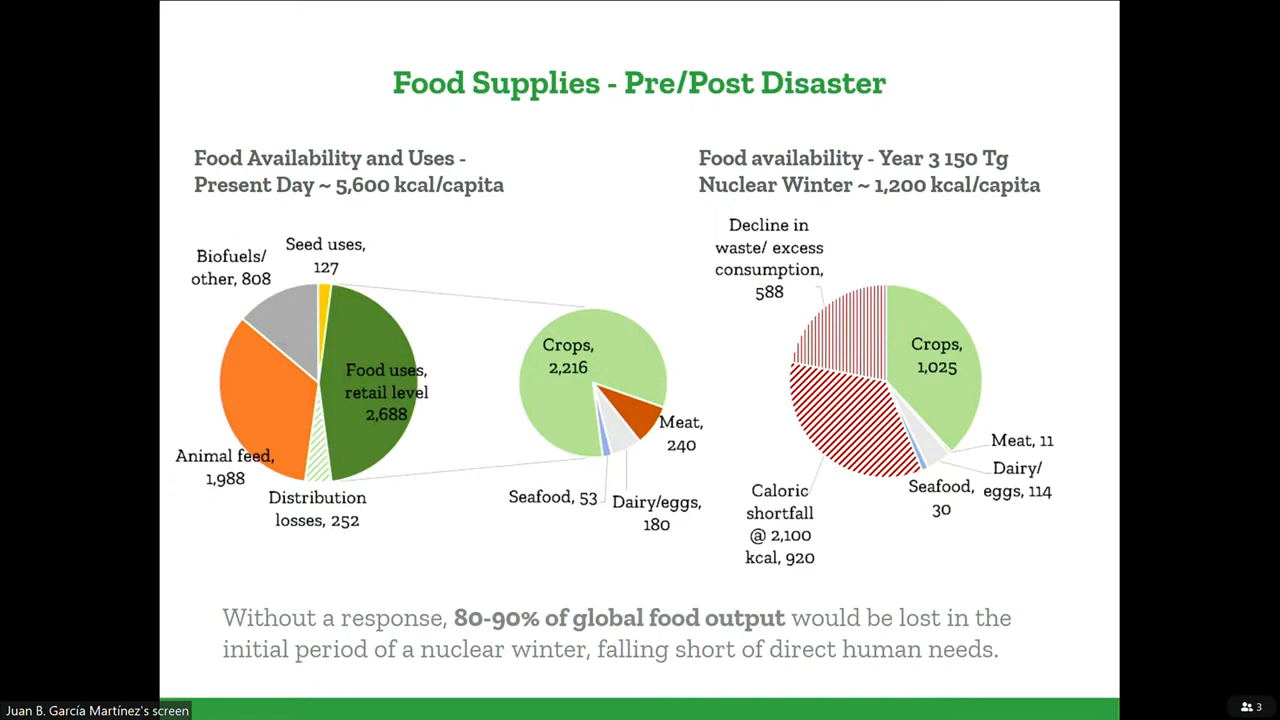 Food Supplies - Pre/Post Disaster
Food Availability and Uses -
Present Day ~ 5,600 kcal/capita
Food availability - Year 3 150 Tg
Nuclear Winter ~ 1,200 kcal/capita
Biofuels/
other, 808
Seed uses,
127
Food uses,
retail level
2,688
Animal feed,
1,988
Distribution
losses, 252
Crops,
2,216
Meat,
240
Seafood, 53
Dairy/eggs,
180
Decline in
waste/ excess
consumption,
588
Crops,
1,025
Meat, 11
Dairy/
eggs, 114
Seafood,
30
Caloric
shortfall
@ 2,100
kcal, 920
Without a response, 80-90% of global food output would be lost in the
initial period of a nuclear winter, falling short of direct human needs.
Juan B. García Martínez's screen
3